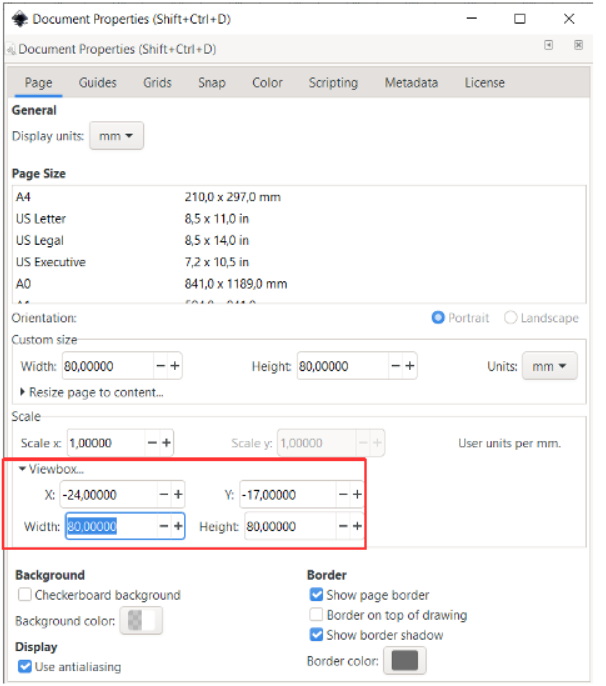 Document Properties (Shift+Ctrl+D)
Document Properties (Shift+Ctrl+D)
Page Guides Grids Snap Color Scripting Metadata License
General
Display units: mm
Page Size
A4 210,0 x 297,0 mm
US Letter 8,5 x 11,0 in
US Legal 8,5 x 14,0 in
US Executive 7,2 x 10,5 in
A0 841,0 x 1189,0 mm
Orientation: Portrait Landscape
Custom size
Width: 80,00000 − + Height: 80,00000 − + Units: mm
Resize page to content...
Scale
Scale x: 1,00000 − + Scale y: 1,00000 − + User units per mm.
Viewbox...
X: -24,00000 − + Y: -17,00000 − +
Width: 80,00000 − + Height: 80,00000 − +
Background Border
Checkerboard background Show page border
Border on top of drawing
Background color: Show border shadow
Display
Use antialiasing Border color: